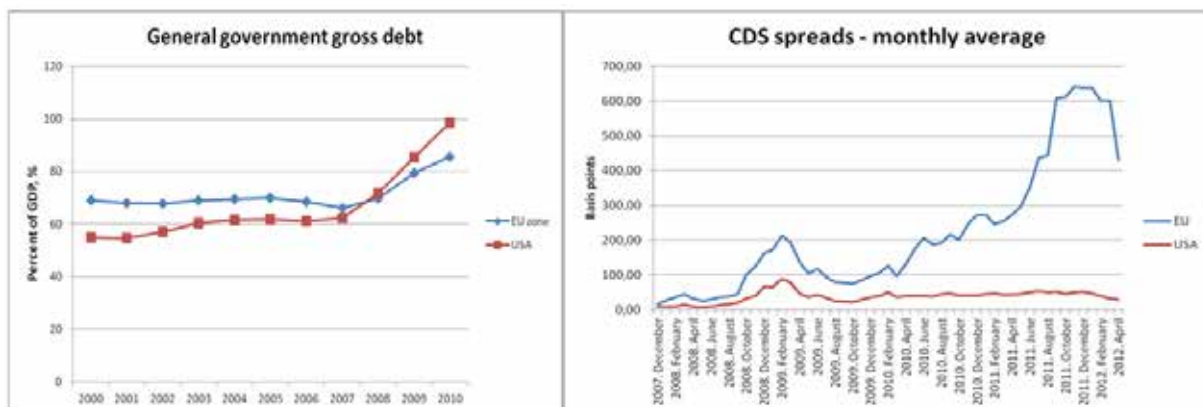 General government gross debt
120
100
80
60
40
20
0
Percent of GDP, %
2000 2001 2002 2003 2004 2005 2006 2007 2008 2009 2010
EU zone
USA
CDS spreads - monthly average
700,00
600,00
500,00
400,00
300,00
200,00
100,00
0,00
Basis points
2007. December
2008. February
2008. April
2008. June
2008. August
2008. October
2008. December
2009. February
2009. April
2009. June
2009. August
2009. October
2009. December
2010. February
2010. April
2010. June
2010. August
2010. October
2010. December
2011. February
2011. April
2011. June
2011. August
2011. October
2011. December
2012. February
2012. April
EU
USA